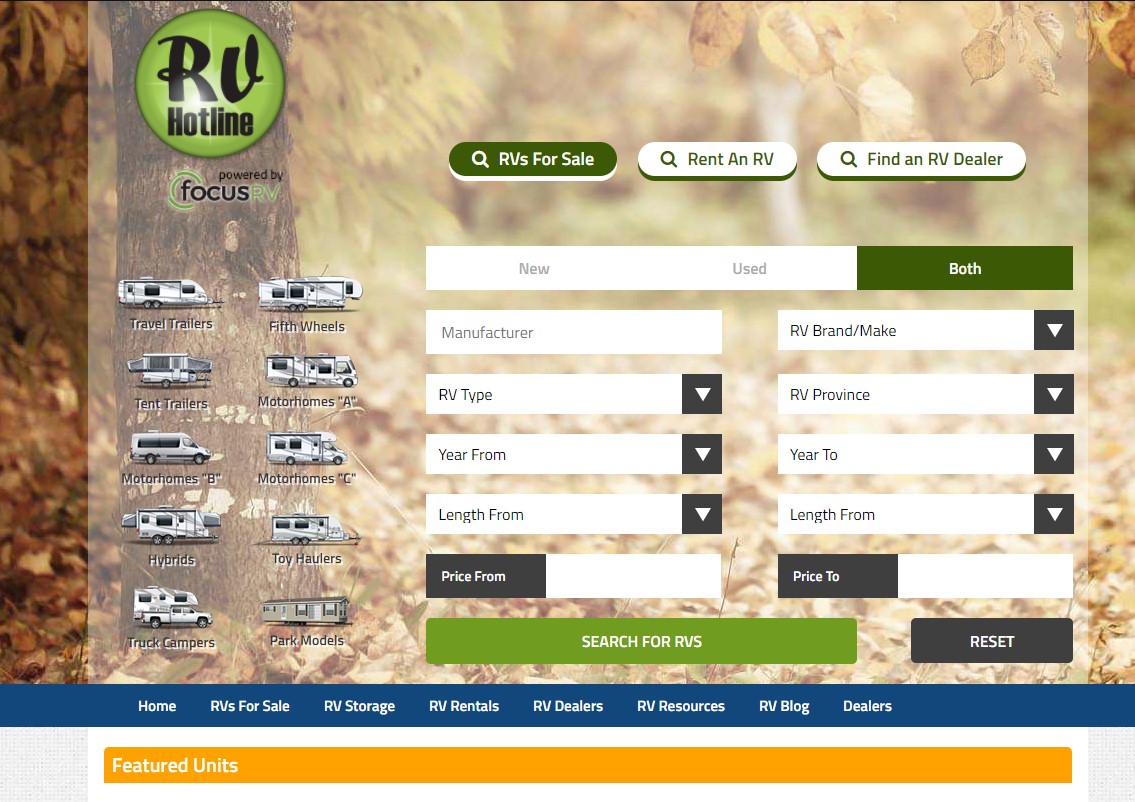 RV
Hotline
powered by
focusRV
RVs For Sale
Rent An RV
Find an RV Dealer
New
Used
Both
Manufacturer
RV Brand/Make
RV Type
RV Province
Year From
Year To
Length From
Length From
Price From
Price To
SEARCH FOR RVS
RESET
Travel Trailers
Fifth Wheels
Tent Trailers
Motorhomes "A"
Motorhomes "B"
Motorhomes "C"
Hybrids
Toy Haulers
Truck Campers
Park Models
Home
RVs For Sale
RV Storage
RV Rentals
RV Dealers
RV Resources
RV Blog
Dealers
Featured Units